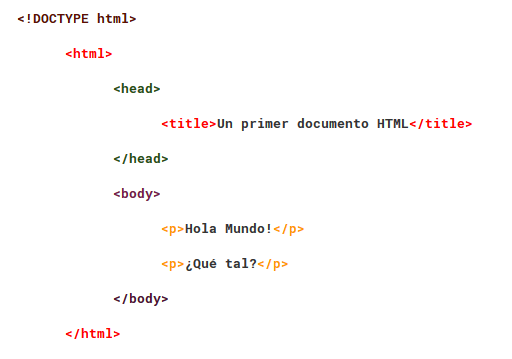 <!DOCTYPE html>
<html>
<head>
<title>Un primer documento HTML</title>
</head>
<body>
<p>Hola Mundo!</p>
<p>¿Qué tal?</p>
</body>
</html>